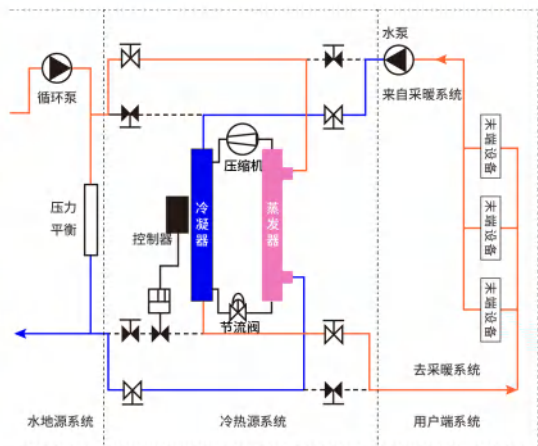 水泵
循环泵
来自采暖系统
末端设备
压缩机
压力
平衡
冷凝器
蒸发器
末端设备
控制器
末端设备
节流阀
去采暖系统
水地源系统
冷热源系统
用户端系统